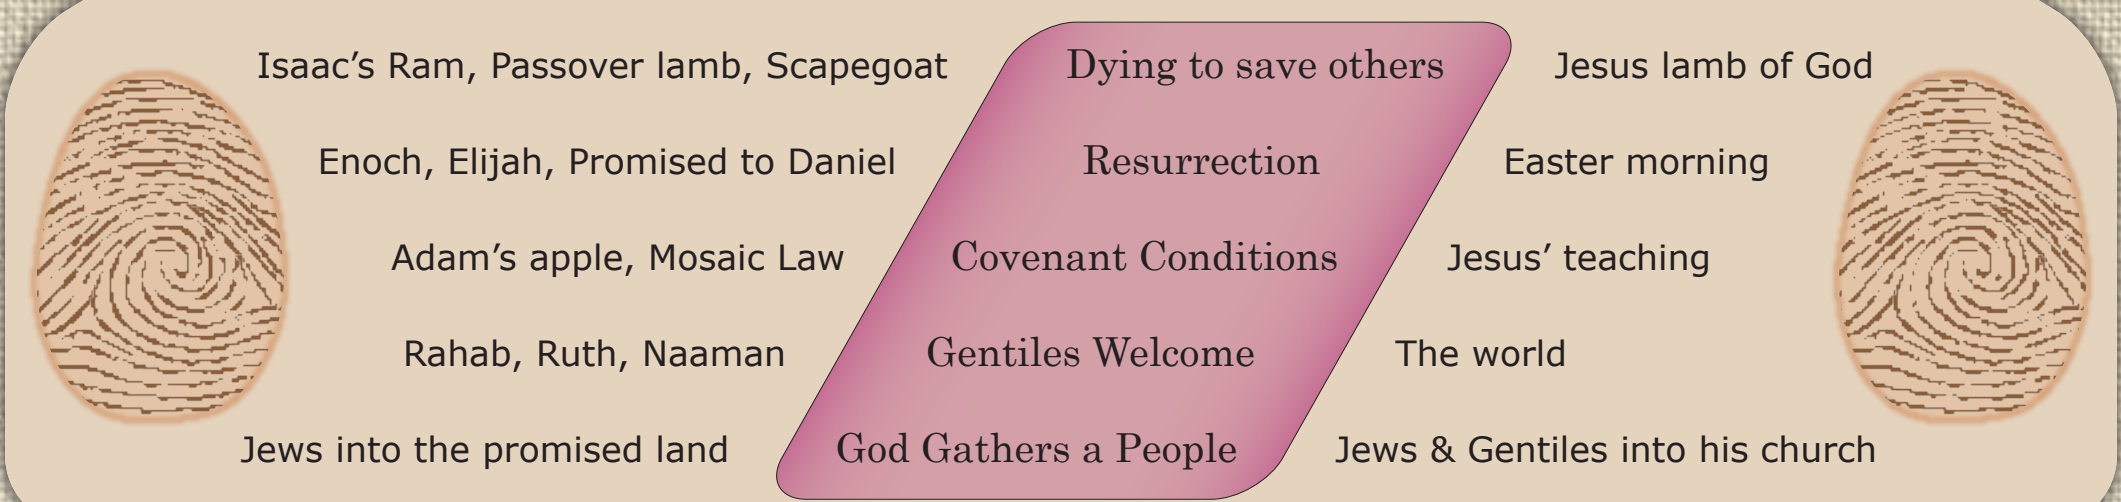 Isaac’s Ram, Passover lamb, Scapegoat Dying to save others Jesus lamb of God
Enoch, Elijah, Promised to Daniel Resurrection Easter morning
Adam’s apple, Mosaic Law Covenant Conditions Jesus’ teaching
Rahab, Ruth, Naaman Gentiles Welcome The world
Jews into the promised land God Gathers a People Jews & Gentiles into his church